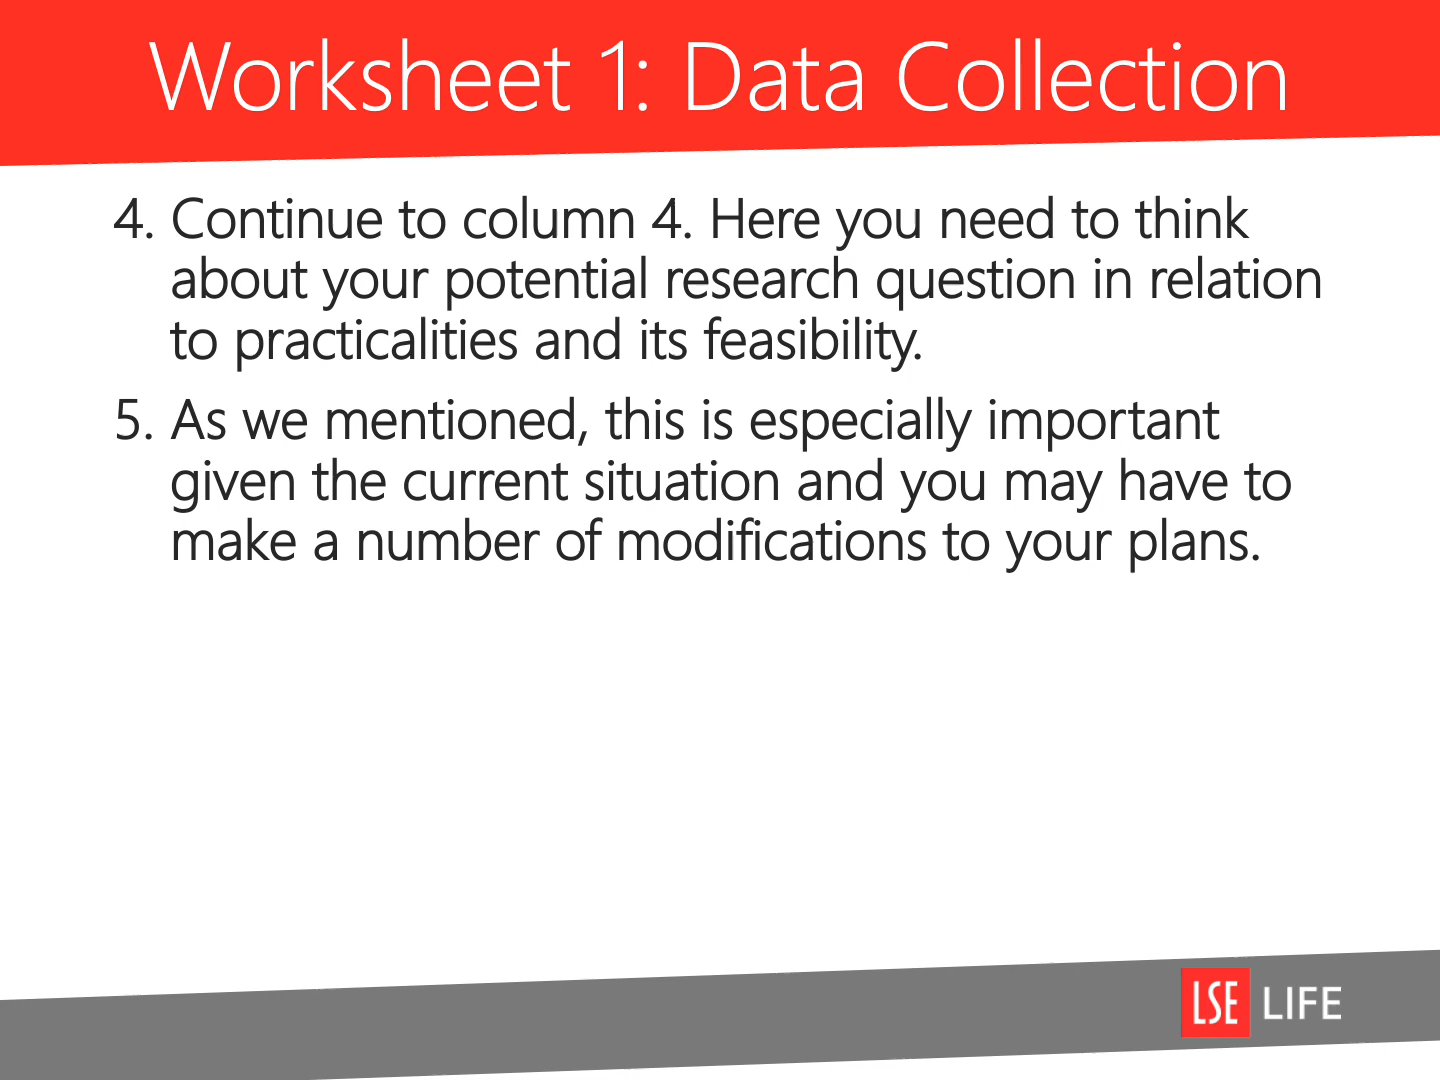 Worksheet 1: Data Collection
4. Continue to column 4. Here you need to think
about your potential research question in relation
to practicalities and its feasibility.
5. As we mentioned, this is especially important
given the current situation and you may have to
make a number of modifications to your plans.
LSE LIFE